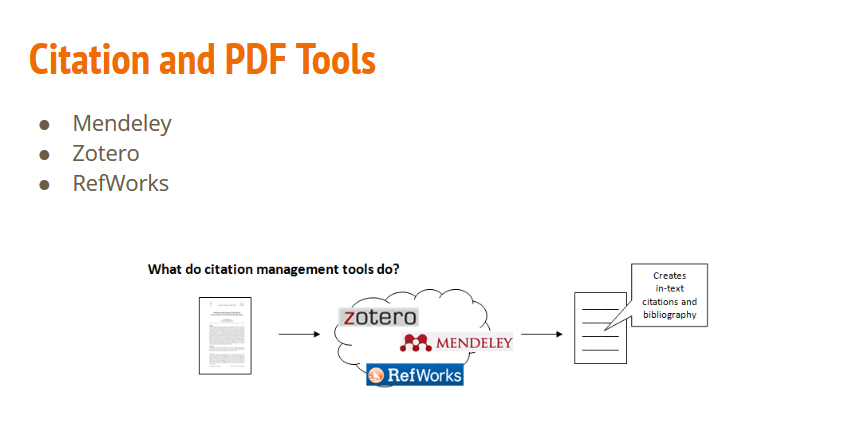 Citation and PDF Tools
● Mendeley
● Zotero
● RefWorks
What do citation management tools do?
zotero
MENDELEY
RefWorks
Creates
in-text
citations and
bibliography